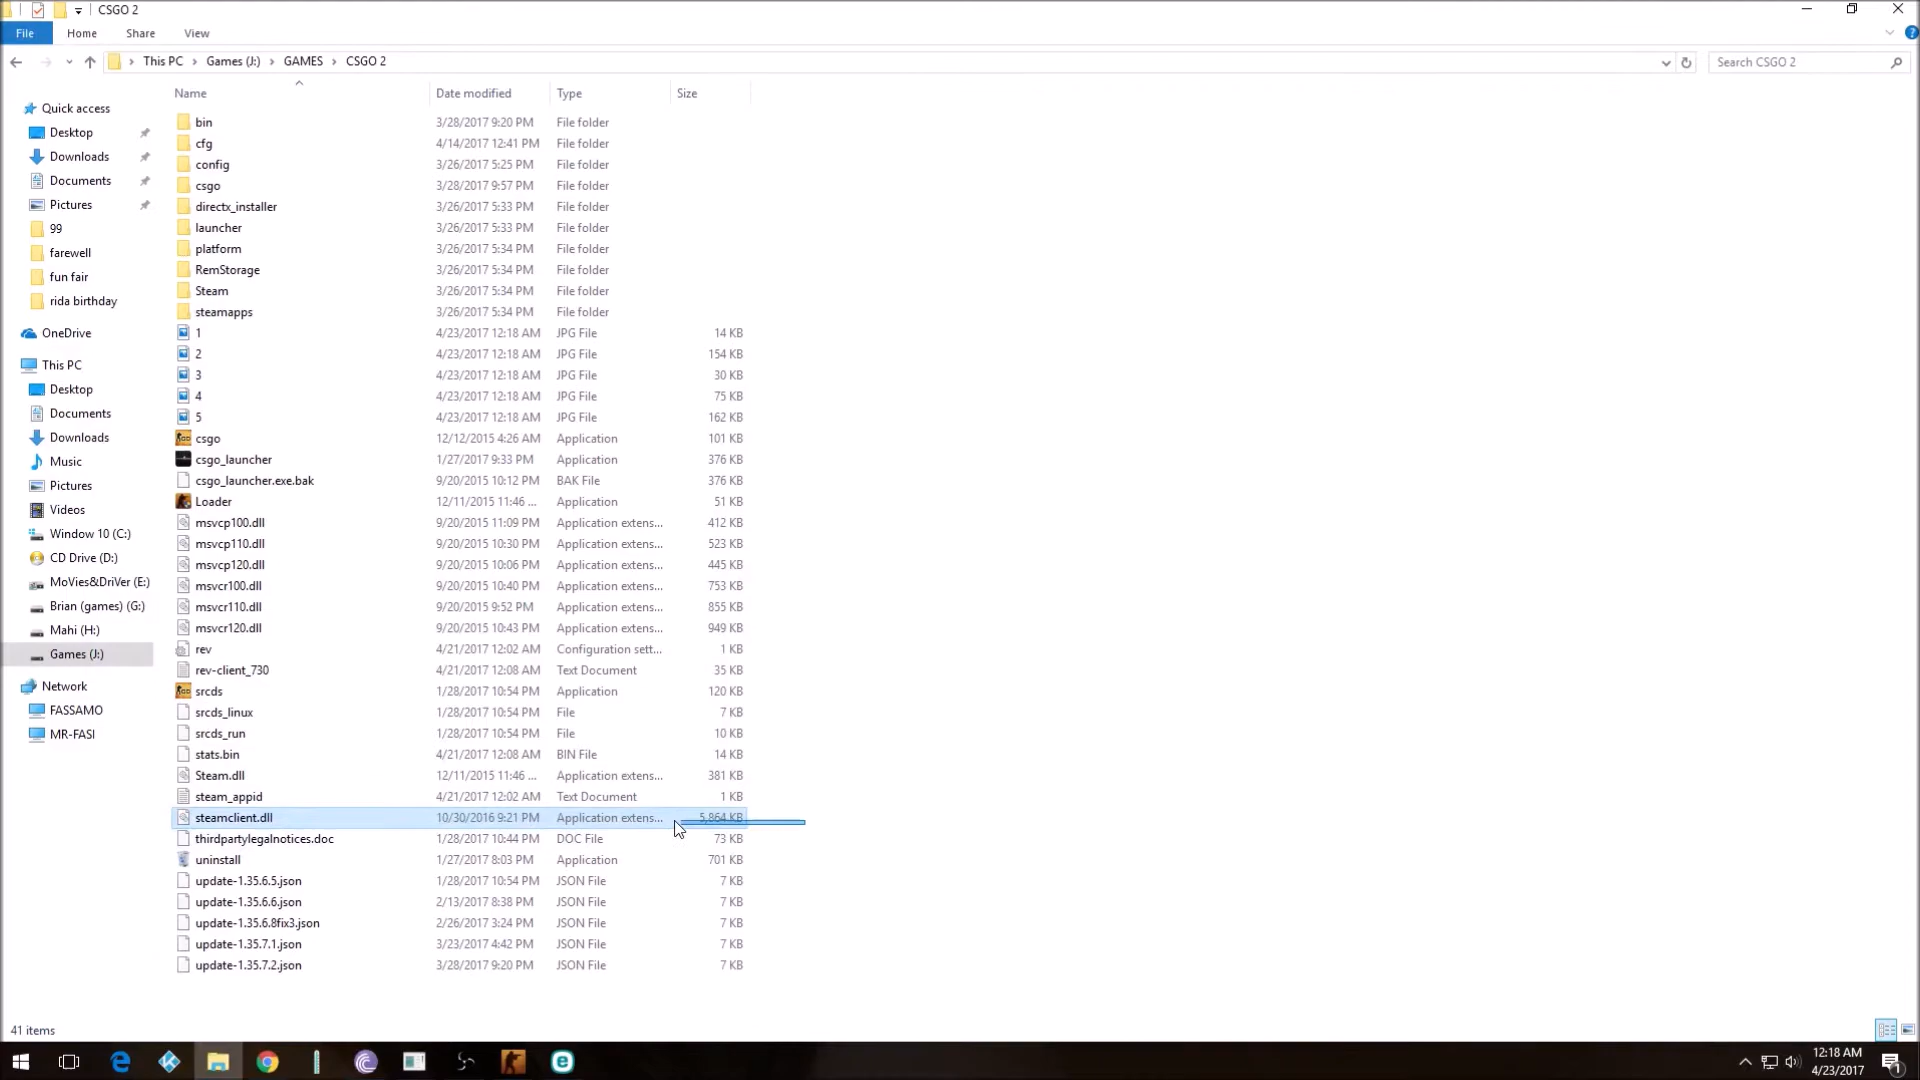 CSGO 2
File Home Share View
This PC Games (J:) GAMES CSGO 2 Search CSGO 2
Name Date modified Type Size
Quick access
Desktop
Downloads
Documents
Pictures
99
farewell
fun fair
rida birthday
OneDrive
This PC
Desktop
Documents
Downloads
Music
Pictures
Videos
Window 10 (C:)
CD Drive (D:)
MoVies&DriVer (E:)
Brian (games) (G:)
Mahi (H:)
Games (J:)
Network
FASSAMO
MR-FASI
bin 3/28/2017 9:20 PM File folder
cfg 4/14/2017 12:41 PM File folder
config 3/26/2017 5:25 PM File folder
csgo 3/28/2017 9:57 PM File folder
directx_installer 3/26/2017 5:33 PM File folder
launcher 3/26/2017 5:33 PM File folder
platform 3/26/2017 5:34 PM File folder
RemStorage 3/26/2017 5:34 PM File folder
Steam 3/26/2017 5:34 PM File folder
steamapps 3/26/2017 5:34 PM File folder
1 4/23/2017 12:18 AM JPG File 14 KB
2 4/23/2017 12:18 AM JPG File 154 KB
3 4/23/2017 12:18 AM JPG File 30 KB
4 4/23/2017 12:18 AM JPG File 75 KB
5 4/23/2017 12:18 AM JPG File 162 KB
csgo 12/12/2015 4:26 AM Application 101 KB
csgo_launcher 1/27/2017 9:33 PM Application 376 KB
csgo_launcher.exe.bak 9/20/2015 10:12 PM BAK File 376 KB
Loader 12/11/2015 11:46 ... Application 51 KB
msvcp100.dll 9/20/2015 11:09 PM Application extens... 412 KB
msvcp110.dll 9/20/2015 10:30 PM Application extens... 523 KB
msvcp120.dll 9/20/2015 10:06 PM Application extens... 445 KB
msvcr100.dll 9/20/2015 10:40 PM Application extens... 753 KB
msvcr110.dll 9/20/2015 9:52 PM Application extens... 855 KB
msvcr120.dll 9/20/2015 10:43 PM Application extens... 949 KB
rev 4/21/2017 12:02 AM Configuration sett... 1 KB
rev-client_730 4/21/2017 12:08 AM Text Document 35 KB
srcds 1/28/2017 10:54 PM Application 120 KB
srcds_linux 1/28/2017 10:54 PM File 7 KB
srcds_run 1/28/2017 10:54 PM File 10 KB
stats.bin 4/21/2017 12:08 AM BIN File 14 KB
Steam.dll 12/11/2015 11:46 ... Application extens... 381 KB
steam_appid 4/21/2017 12:02 AM Text Document 1 KB
steamclient.dll 10/30/2016 9:21 PM Application extens... 5,864 KB
thirdpartylegalnotices.doc 1/28/2017 10:44 PM DOC File 73 KB
uninstall 1/27/2017 8:03 PM Application 701 KB
update-1.35.6.5.json 1/28/2017 10:54 PM JSON File 7 KB
update-1.35.6.6.json 2/13/2017 8:38 PM JSON File 7 KB
update-1.35.6.8fix3.json 2/26/2017 3:24 PM JSON File 7 KB
update-1.35.7.1.json 3/23/2017 4:42 PM JSON File 7 KB
update-1.35.7.2.json 3/28/2017 9:20 PM JSON File 7 KB
41 items
12:18 AM
4/23/2017
1